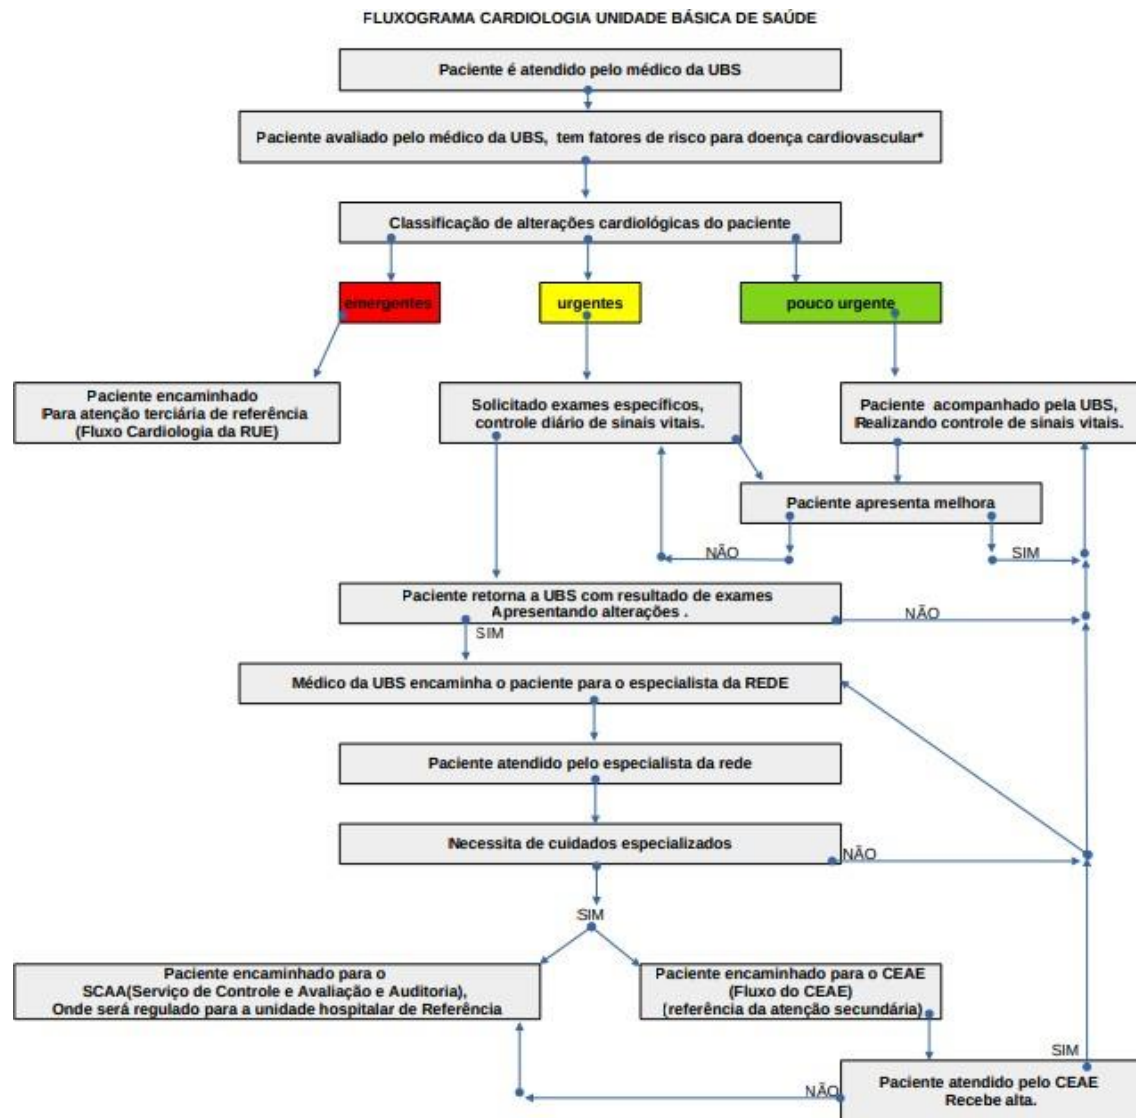 FLUXOGRAMA CARDIOLOGIA UNIDADE BÁSICA DE SAÚDE
Paciente é atendido pelo médico da UBS
Paciente avaliado pelo médico da UBS, tem fatores de risco para doença cardiovascular*
Classificação de alterações cardiológicas do paciente
emergentes
urgentes
pouco urgente
Paciente encaminhado
Para atenção terciária de referência
(Fluxo Cardiologia da RUE)
Solicitado exames específicos,
controle diário de sinais vitais.
Paciente acompanhado pela UBS,
Realizando controle de sinais vitais.
Paciente apresenta melhora
NÃO
SIM
Paciente retorna a UBS com resultado de exames
Apresentando alterações .
NÃO
SIM
Médico da UBS encaminha o paciente para o especialista da REDE
Paciente atendido pelo especialista da rede
Necessita de cuidados especializados
NÃO
SIM
Paciente encaminhado para o
SCAA(Serviço de Controle e Avaliação e Auditoria),
Onde será regulado para a unidade hospitalar de Referência
Paciente encaminhado para o CEAE
(Fluxo do CEAE)
(referência da atenção secundária)
SIM
NÃO
Paciente atendido pelo CEAE
Recebe alta.